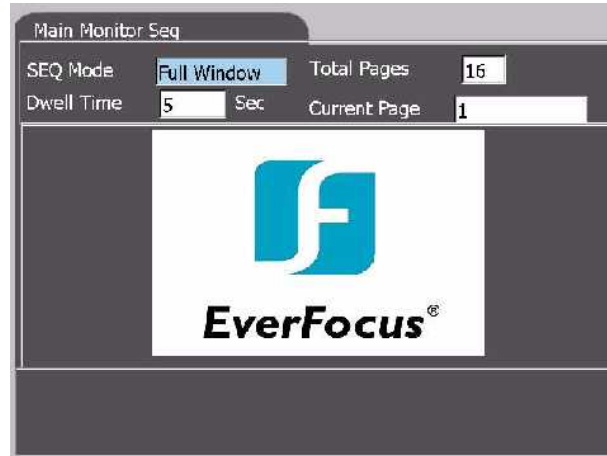 Main Monitor Seq
SEQ Mode Full Window Total Pages 16
Dwell Time 5 Sec Current Page 1
EverFocus®